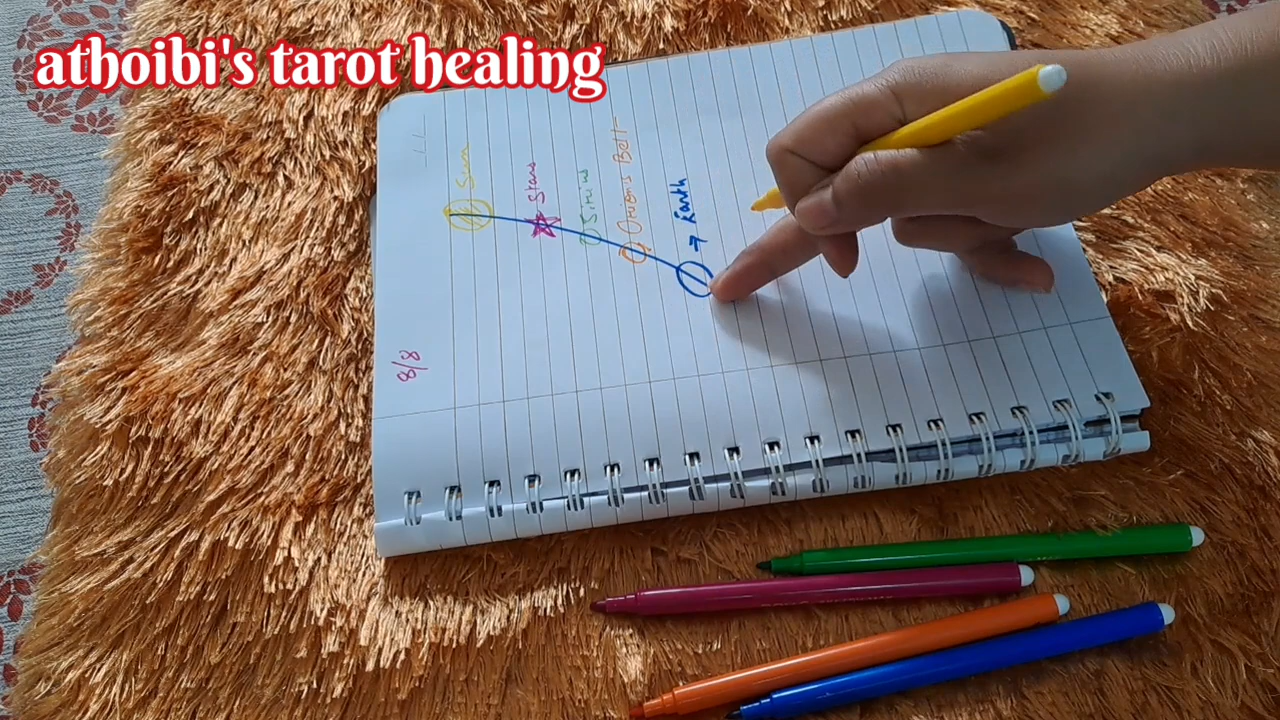 athoibi's tarot healing
8/8
Sun
Stars
Sirius
Orion's Belt
→ Earth